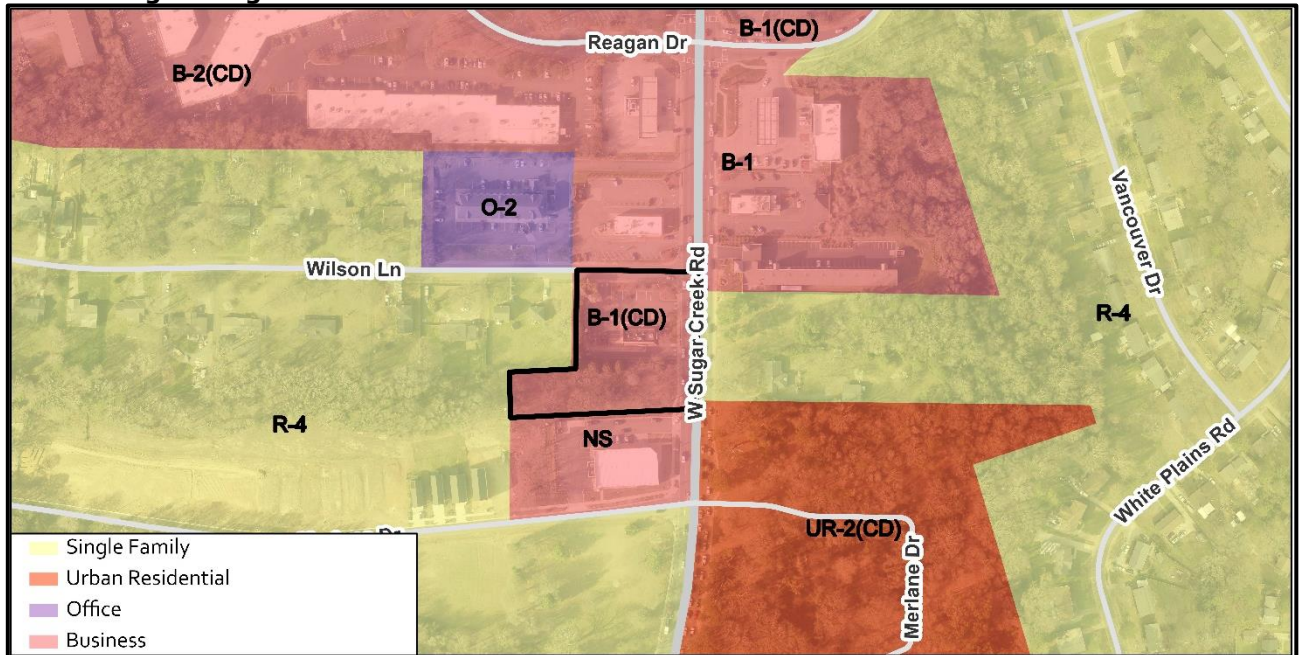 B-1(CD)
Reagan Dr
B-2(CD)
B-1
O-2
Vancouver Dr
Wilson Ln
W Sugar Creek Rd
B-1(CD)
R-4
R-4
NS
White Plains Rd
UR-2(CD)
Merlane Dr
Single Family
Urban Residential
Office
Business